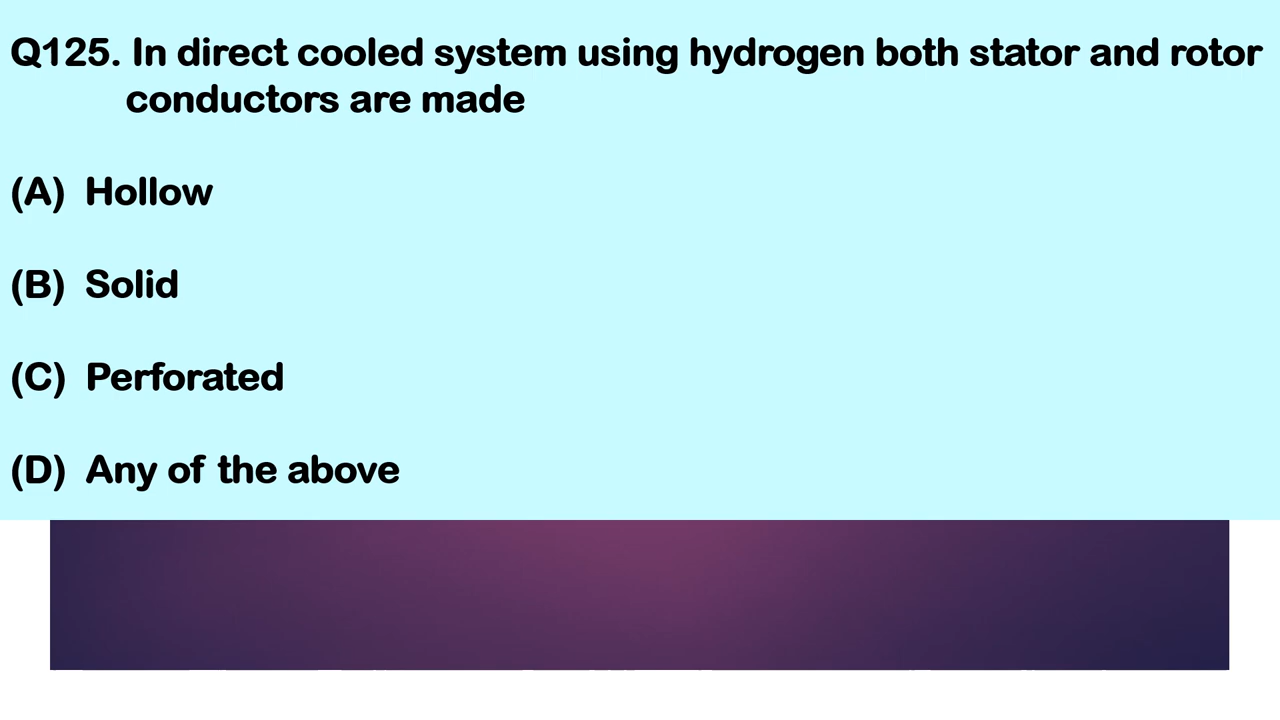 Q125. In direct cooled system using hydrogen both stator and rotor
conductors are made
(A) Hollow
(B) Solid
(C) Perforated
(D) Any of the above